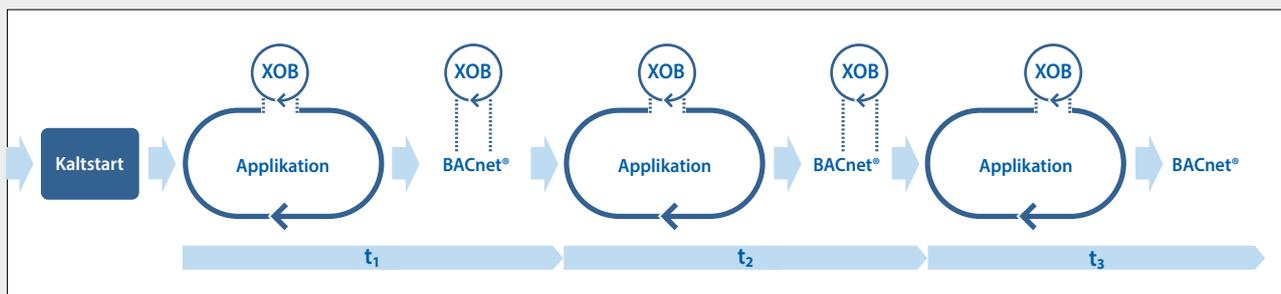 XOB
XOB
XOB
XOB
XOB
Kaltstart
Applikation
BACnet®
Applikation
BACnet®
Applikation
BACnet®
t₁
t₂
t₃